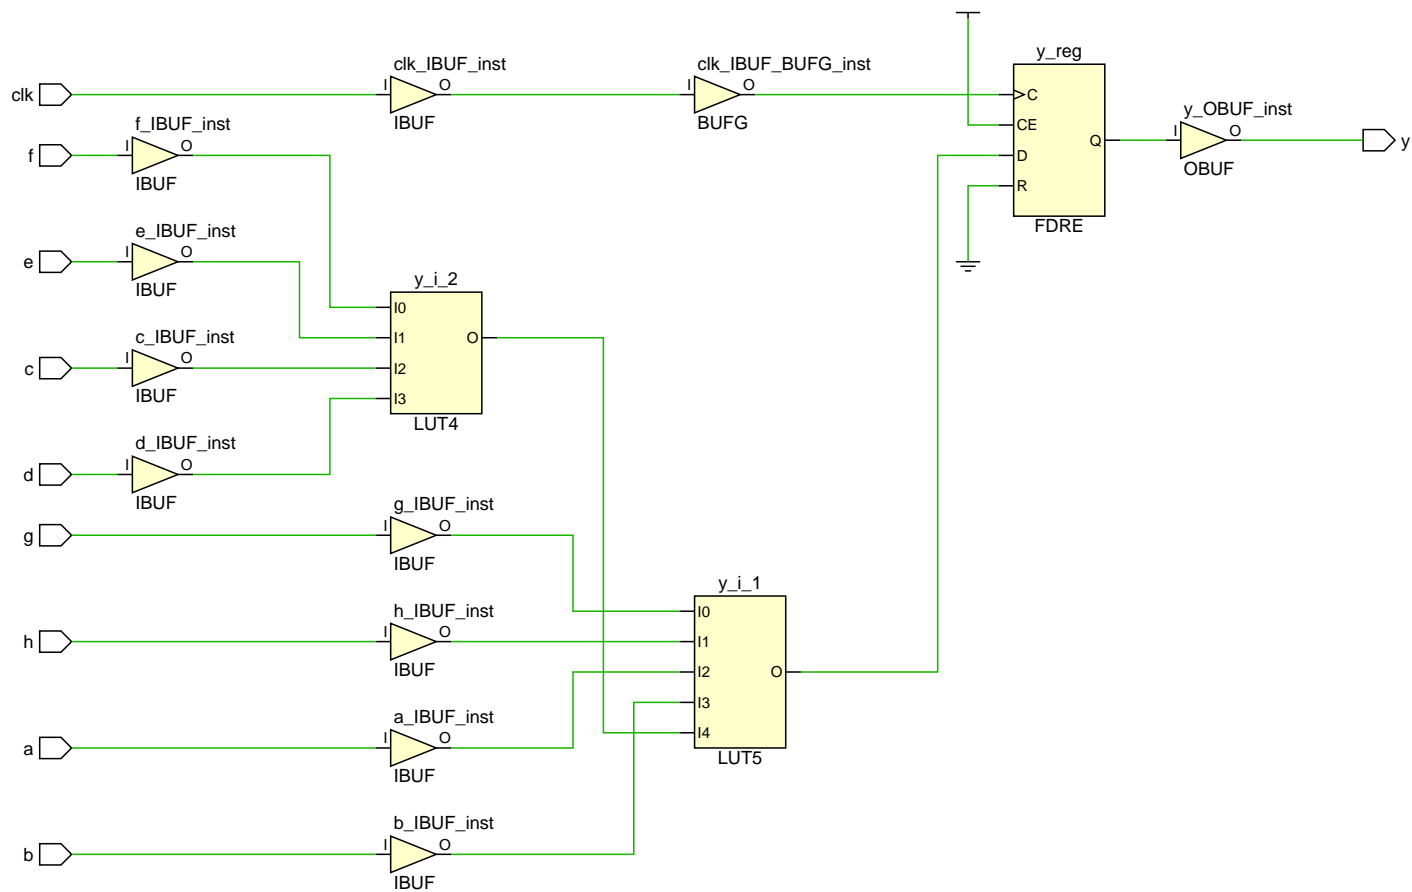 clk
I
O
clk_IBUF_inst
IBUF
I
O
clk_IBUF_BUFG_inst
BUFG
y_reg
C
CE
D
R
Q
FDRE
I
O
y_OBUF_inst
OBUF
y
f
I
O
f_IBUF_inst
IBUF
e
I
O
e_IBUF_inst
IBUF
c
I
O
c_IBUF_inst
IBUF
d
I
O
d_IBUF_inst
IBUF
y_i_2
I0
I1
I2
I3
O
LUT4
g
I
O
g_IBUF_inst
IBUF
h
I
O
h_IBUF_inst
IBUF
a
I
O
a_IBUF_inst
IBUF
b
I
O
b_IBUF_inst
IBUF
y_i_1
I0
I1
I2
I3
I4
O
LUT5